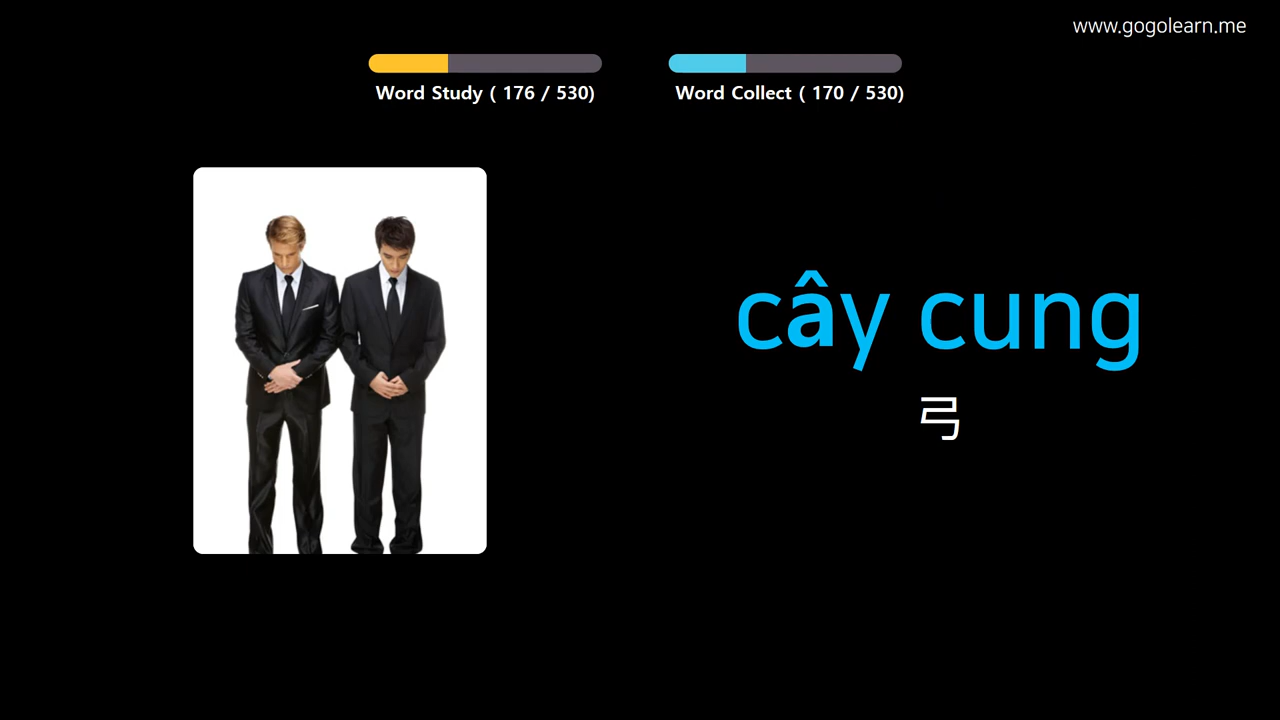 www.gogolearn.me
Word Study ( 176 / 530)
Word Collect ( 170 / 530)
cây cung
弓